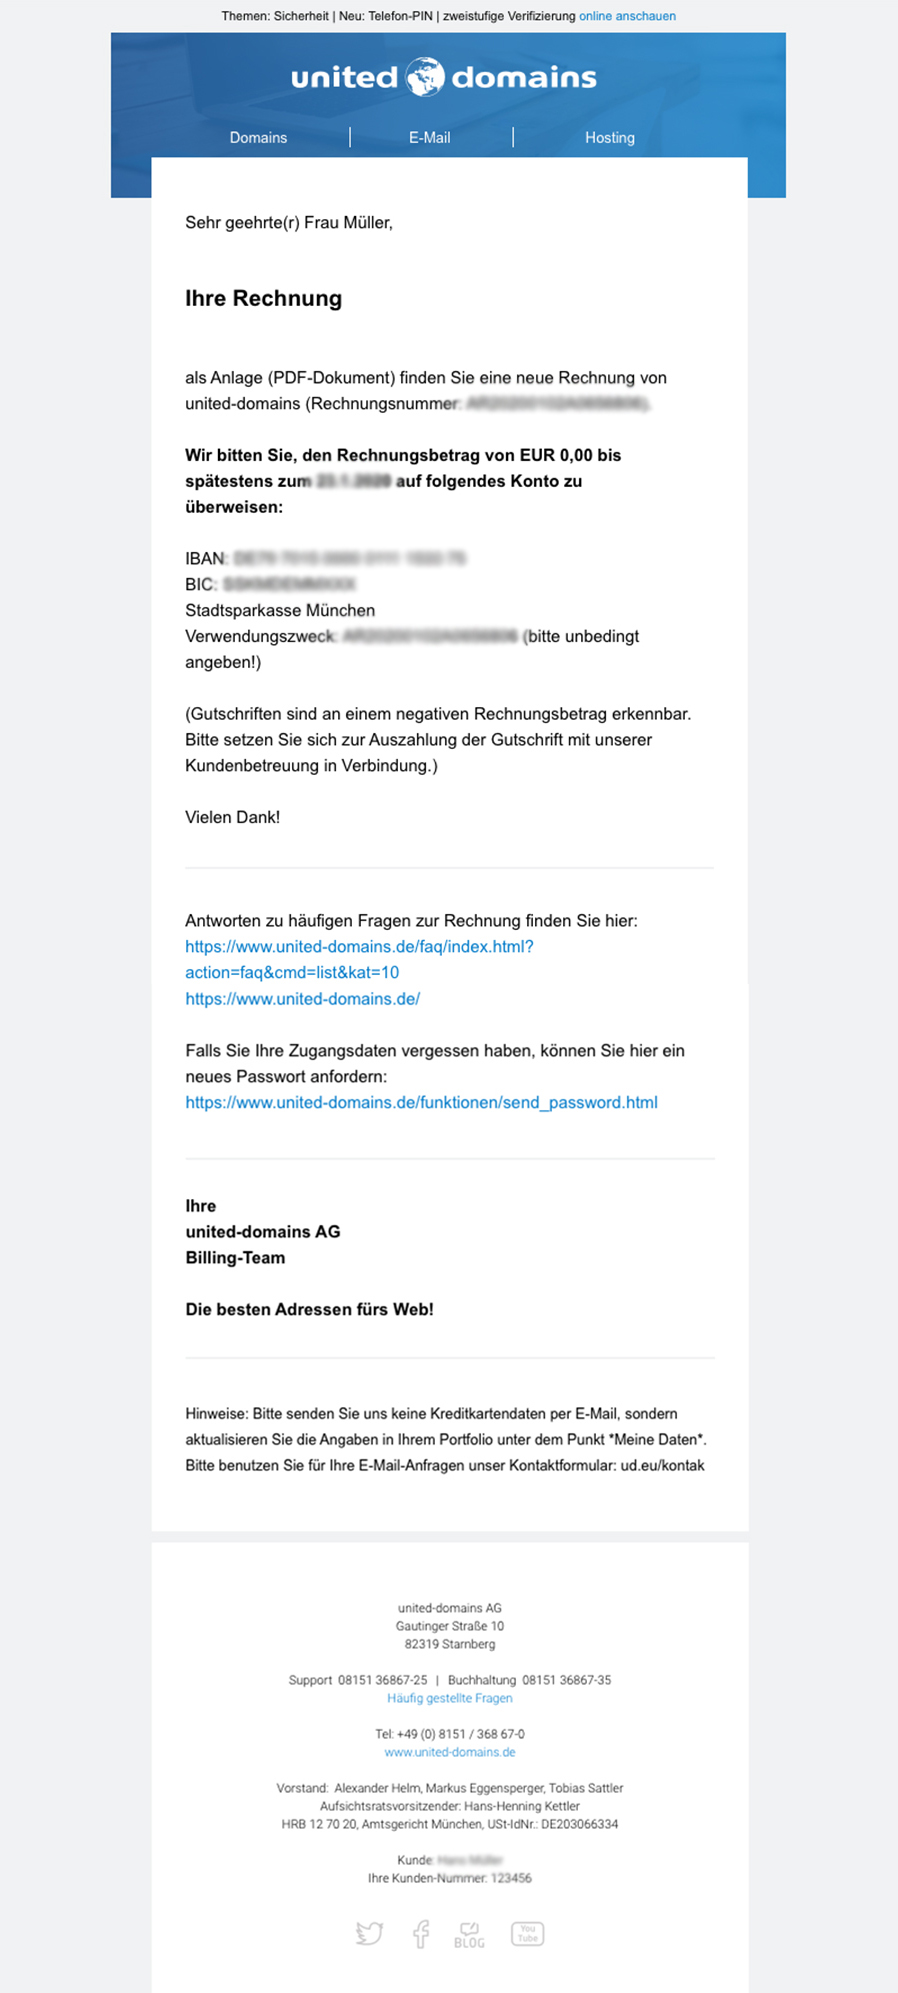 Themen: Sicherheit | Neu: Telefon-PIN | zweistufige Verifizierung online anschauen
united domains
Domains E-Mail Hosting
Sehr geehrte(r) Frau Müller,
Ihre Rechnung
als Anlage (PDF-Dokument) finden Sie eine neue Rechnung von
united-domains (Rechnungsnummer:
Wir bitten Sie, den Rechnungsbetrag von EUR 0,00 bis
spätestens zum auf folgendes Konto zu
überweisen:
IBAN:
BIC:
Stadtsparkasse München
Verwendungszweck: (bitte unbedingt
angeben!)
(Gutschriften sind an einem negativen Rechnungsbetrag erkennbar.
Bitte setzen Sie sich zur Auszahlung der Gutschrift mit unserer
Kundenbetreuung in Verbindung.)
Vielen Dank!
Antworten zu häufigen Fragen zur Rechnung finden Sie hier:
https://www.united-domains.de/faq/index.html?
action=faq&cmd=list&kat=10
https://www.united-domains.de/
Falls Sie Ihre Zugangsdaten vergessen haben, können Sie hier ein
neues Passwort anfordern:
https://www.united-domains.de/funktionen/send_password.html
Ihre
united-domains AG
Billing-Team
Die besten Adressen fürs Web!
Hinweise: Bitte senden Sie uns keine Kreditkartendaten per E-Mail, sondern
aktualisieren Sie die Angaben in Ihrem Portfolio unter dem Punkt *Meine Daten*.
Bitte benutzen Sie für Ihre E-Mail-Anfragen unser Kontaktformular: ud.eu/kontak
united-domains AG
Gautinger Straße 10
82319 Starnberg
Support 08151 36867-25 | Buchhaltung 08151 36867-35
Häufig gestellte Fragen
Tel: +49 (0) 8151 / 368 67-0
www.united-domains.de
Vorstand: Alexander Helm, Markus Eggensperger, Tobias Sattler
Aufsichtsratsvorsitzender: Hans-Henning Kettler
HRB 12 70 20, Amtsgericht München, USt-IdNr.: DE203066334
Kunde:
Ihre Kunden-Nummer: 123456
BLOG You
Tube